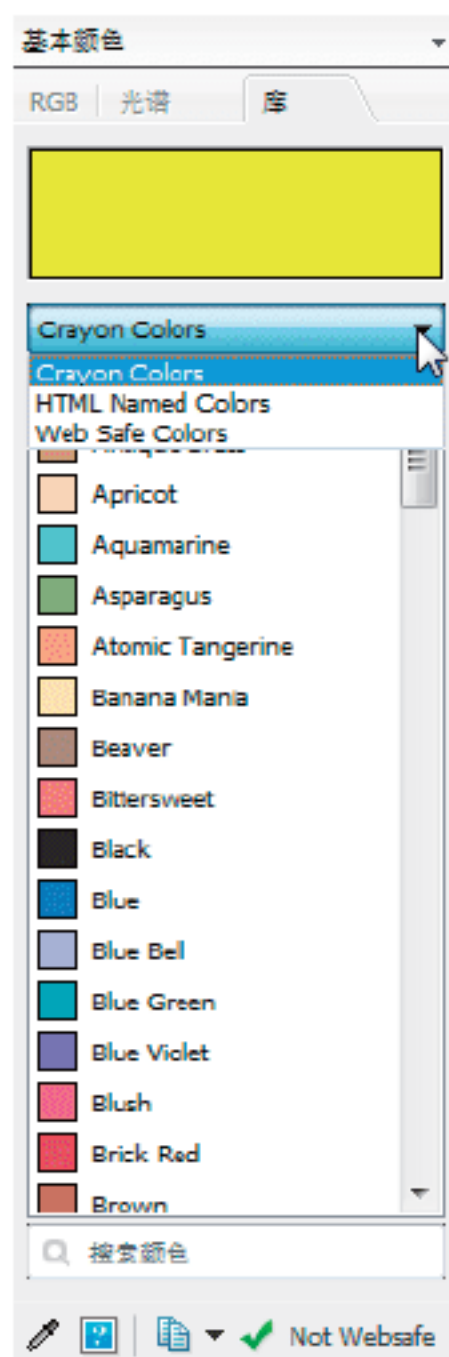 基本颜色
RGB 光谱 库
Crayon Colors
Crayon Colors
HTML Named Colors
Web Safe Colors
Apricot
Aquamarine
Asparagus
Atomic Tangerine
Banana Mania
Beaver
Bittersweet
Black
Blue
Blue Bell
Blue Green
Blue Violet
Blush
Brick Red
Brown
搜索颜色
Not Websafe